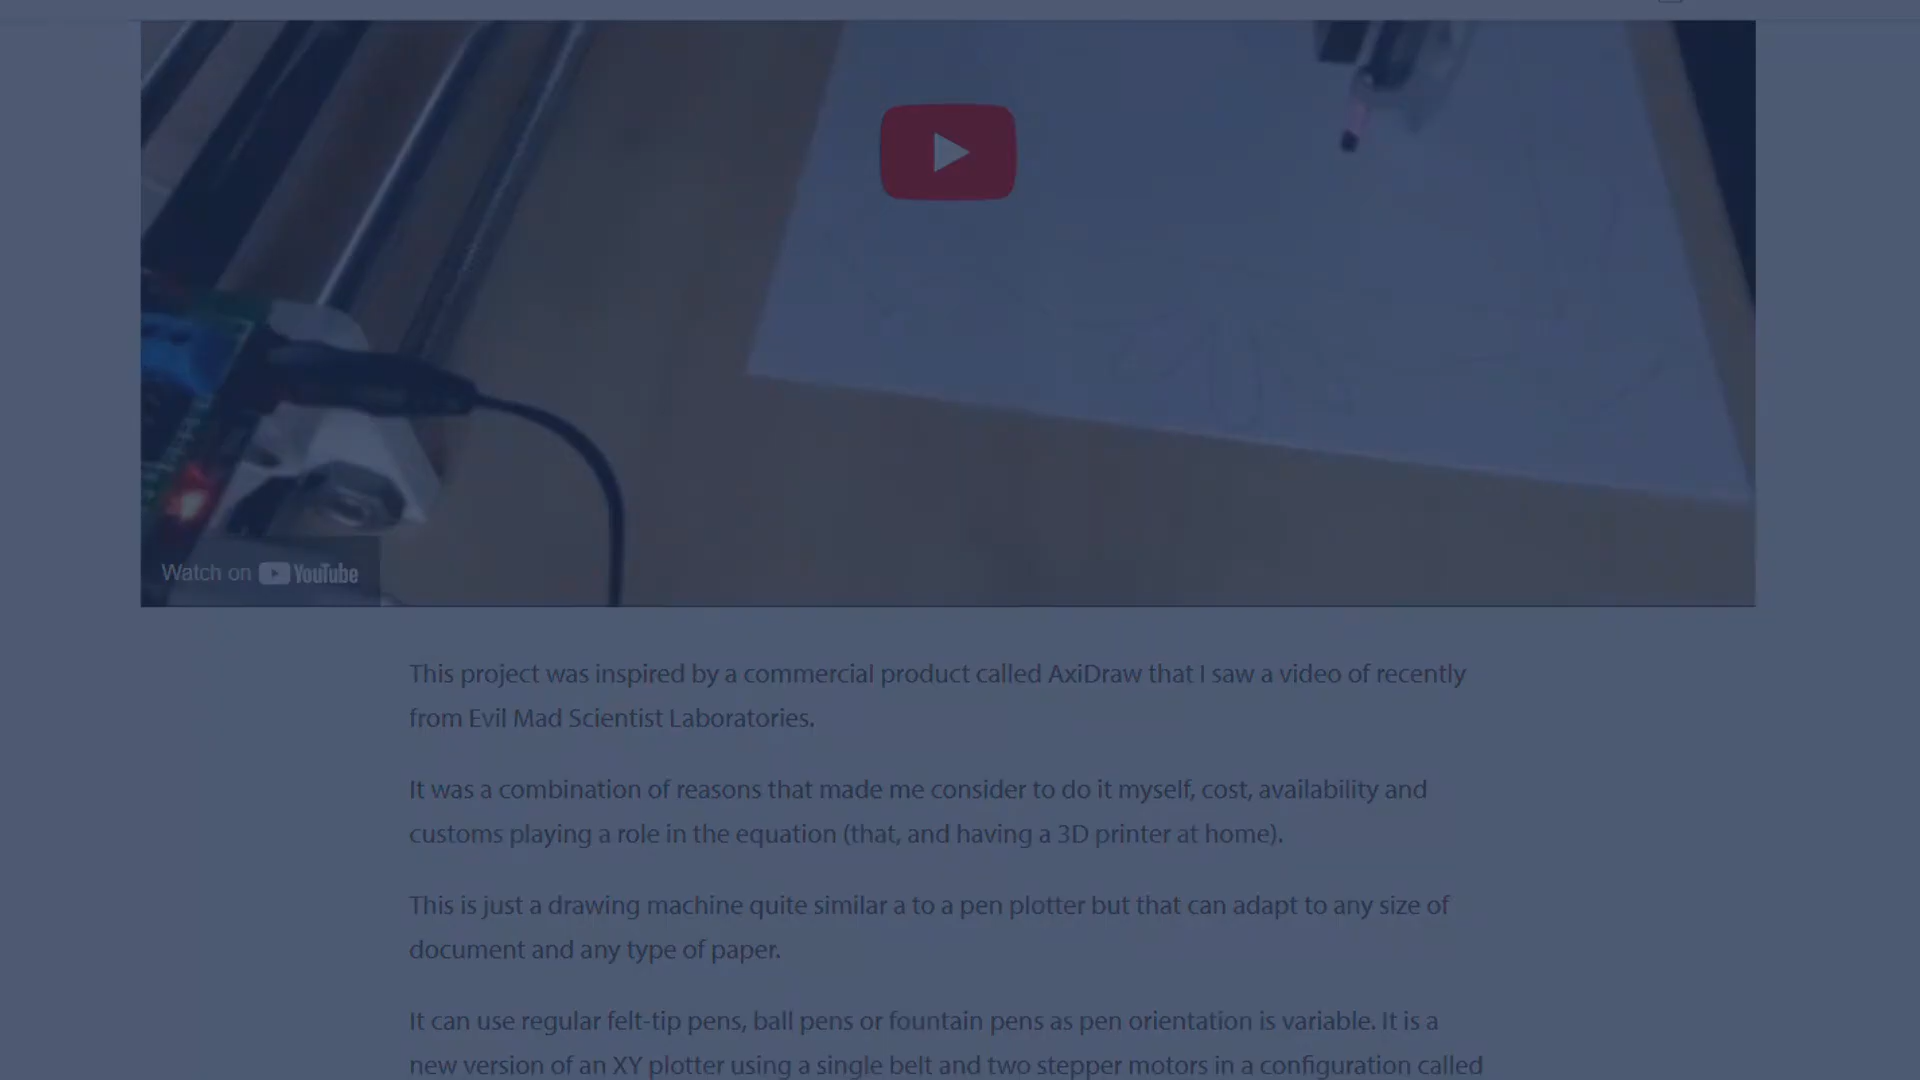 Watch on YouTube
This project was inspired by a commercial product called AxiDraw that I saw a video of recently
from Evil Mad Scientist Laboratories.
It was a combination of reasons that made me consider to do it myself, cost, availability and
customs playing a role in the equation (that, and having a 3D printer at home).
This is just a drawing machine quite similar a to a pen plotter but that can adapt to any size of
document and any type of paper.
It can use regular felt-tip pens, ball pens or fountain pens as pen orientation is variable. It is a
new version of an XY plotter using a single belt and two stepper motors in a configuration called